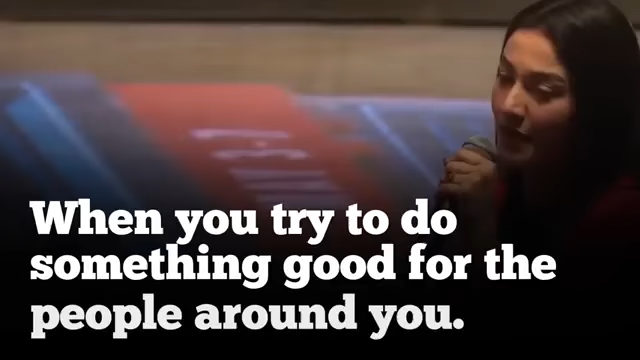 When you try to do
something good for the
people around you.